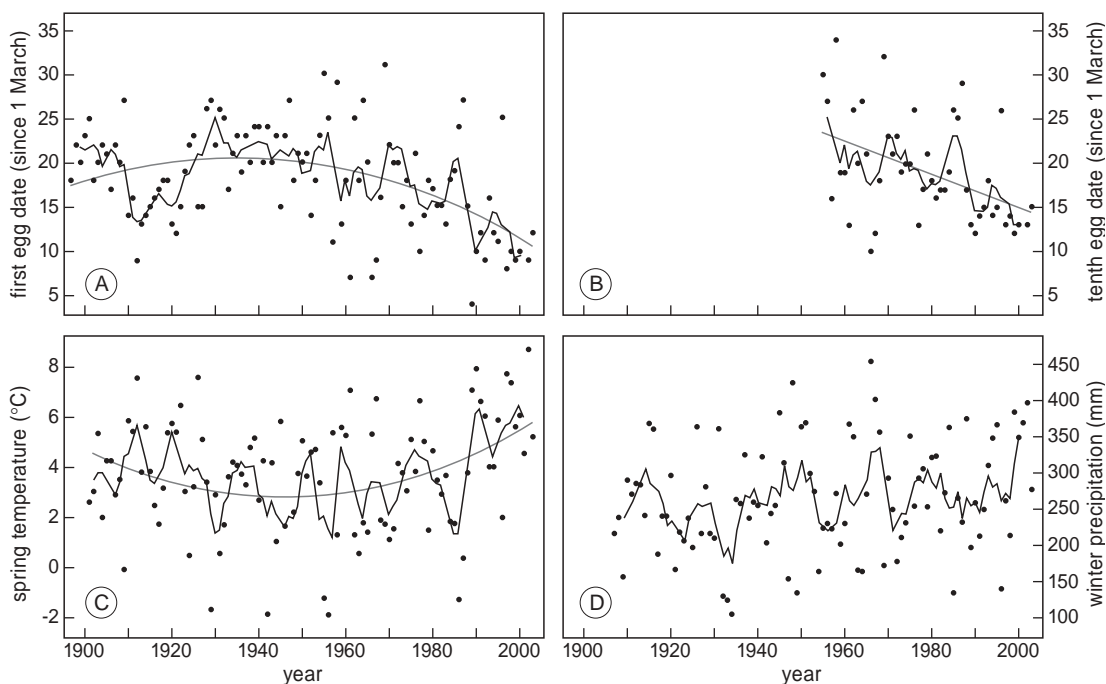 first egg date (since 1 March)
35
30
25
20
15
10
5
A
B
35
30
25
20
15
10
5
tenth egg date (since 1 March)
spring temperature (°C)
8
6
4
2
0
-2
C
1900 1920 1940 1960 1980 2000
year
D
1900 1920 1940 1960 1980 2000
year
450
400
350
300
250
200
150
100
winter precipitation (mm)